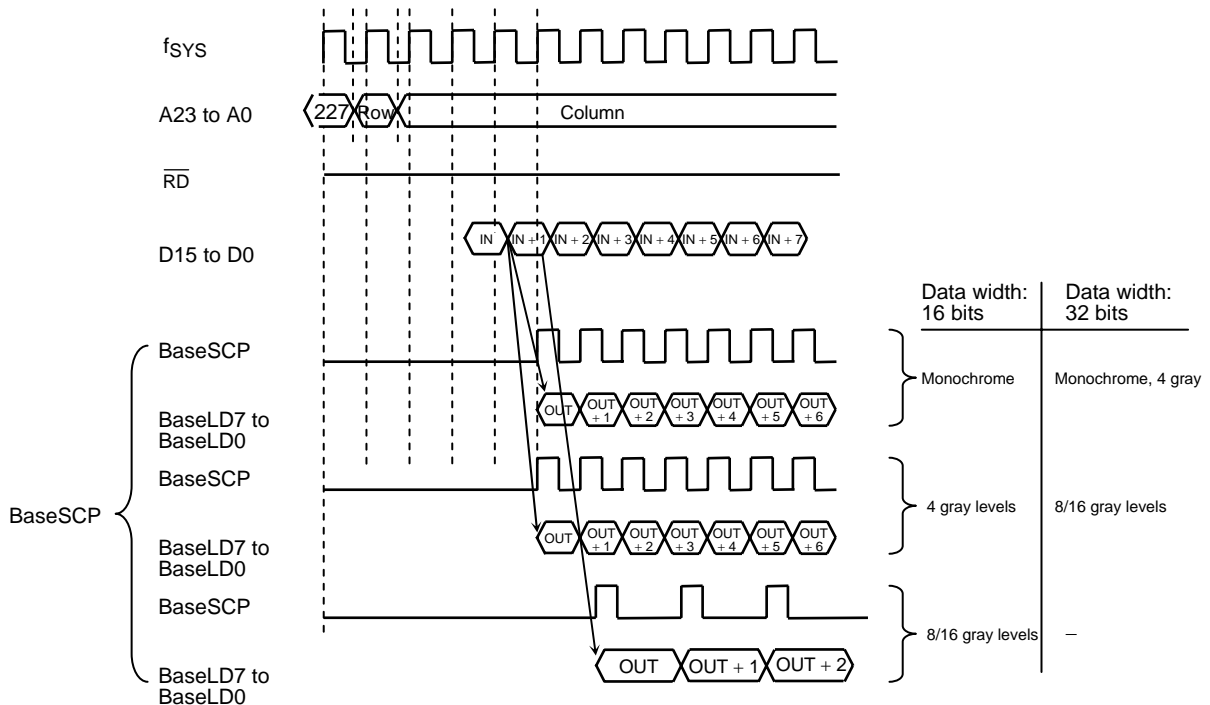 fSYS
A23 to A0
227
Row
Column
RD
D15 to D0
IN
IN + 1
IN + 2
IN + 3
IN + 4
IN + 5
IN + 6
IN + 7
Data width:
16 bits
Data width:
32 bits
BaseSCP
Monochrome
Monochrome, 4 gray
BaseLD7 to
BaseLD0
OUT
OUT
+ 1
OUT
+ 2
OUT
+ 3
OUT
+ 4
OUT
+ 5
OUT
+ 6
BaseSCP
BaseSCP
4 gray levels
8/16 gray levels
BaseLD7 to
BaseLD0
OUT
OUT
+ 1
OUT
+ 2
OUT
+ 3
OUT
+ 4
OUT
+ 5
OUT
+ 6
BaseSCP
8/16 gray levels
–
BaseLD7 to
BaseLD0
OUT
OUT + 1
OUT + 2